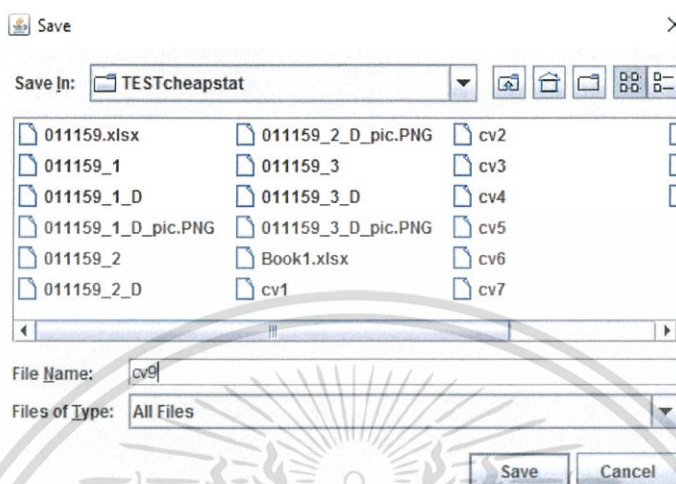 Save
Save In: TESTcheapstat
011159.xlsx
011159_1
011159_1_D
011159_1_D_pic.PNG
011159_2
011159_2_D
011159_2_D_pic.PNG
011159_3
011159_3_D
011159_3_D_pic.PNG
Book1.xlsx
cv1
cv2
cv3
cv4
cv5
cv6
cv7
File Name: cv9
Files of Type: All Files
Save Cancel